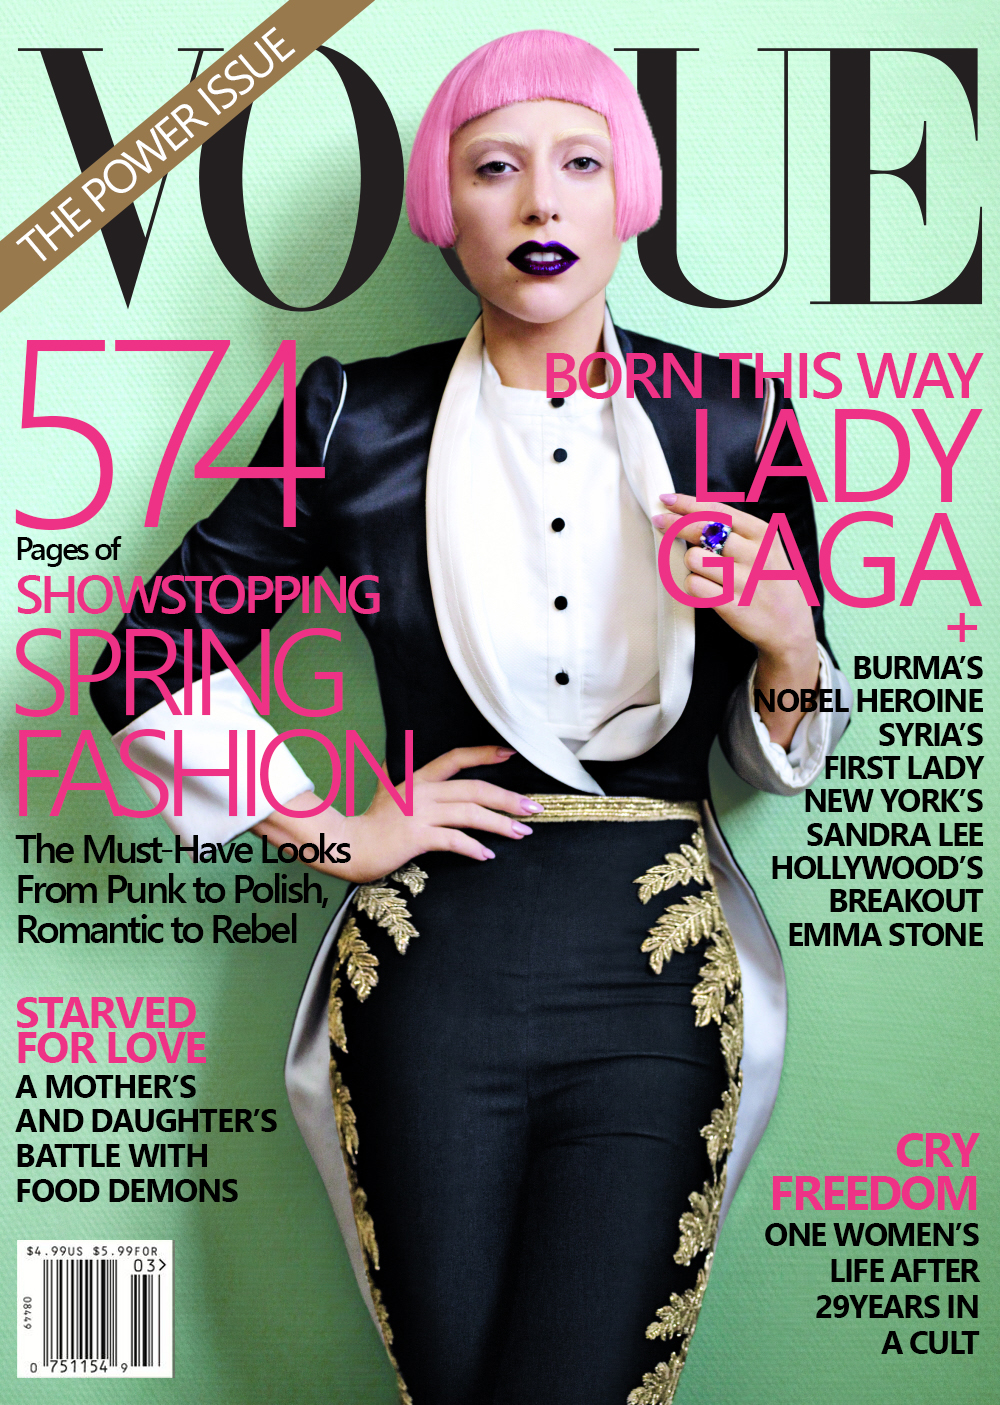 VOGUE
THE POWER ISSUE
574
Pages of
SHOWSTOPPING
SPRING
FASHION
The Must-Have Looks
From Punk to Polish,
Romantic to Rebel
STARVED
FOR LOVE
A MOTHER'S
AND DAUGHTER'S
BATTLE WITH
FOOD DEMONS
$4.99US $5.99FOR
03>
08449
0 751154 9
BORN THIS WAY
LADY
GAGA
+
BURMA'S
NOBEL HEROINE
SYRIA'S
FIRST LADY
NEW YORK'S
SANDRA LEE
HOLLYWOOD'S
BREAKOUT
EMMA STONE
CRY
FREEDOM
ONE WOMEN'S
LIFE AFTER
29YEARS IN
A CULT